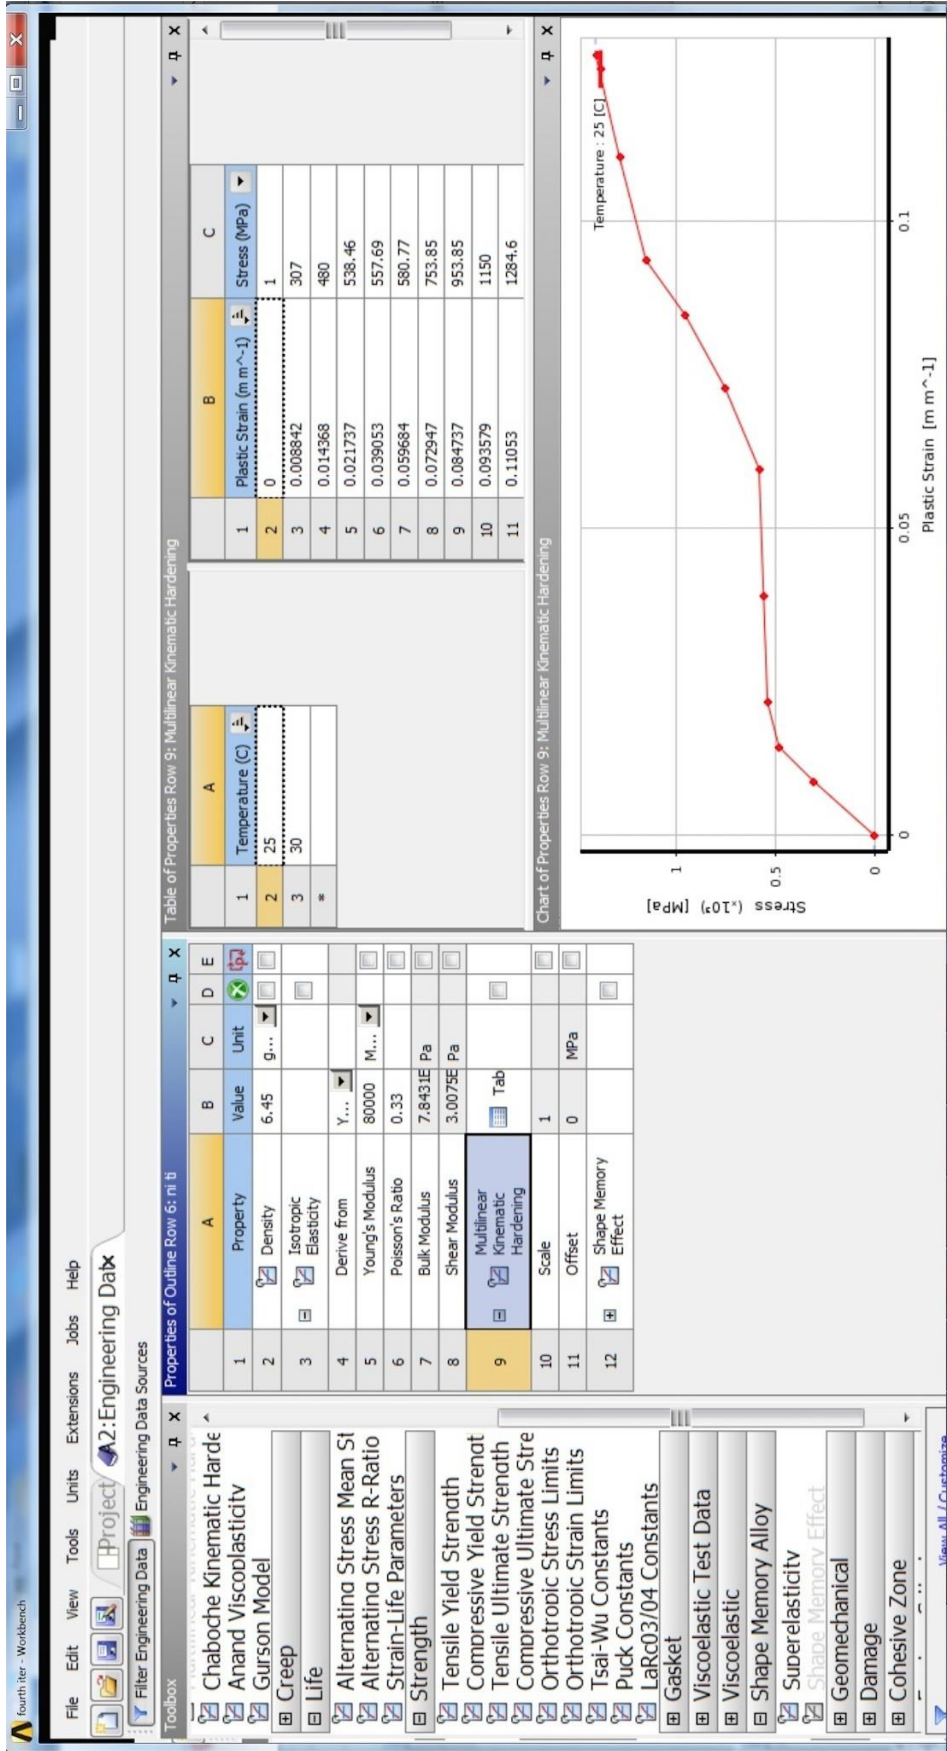 fourth iter - Workbench
File Edit View Tools Units Extensions Jobs Help
Project
A2:Engineering Data
Filter Engineering Data
Engineering Data Sources
Toolbox
Chaboche Kinematic Harde
Anand Viscoplasticity
Gurson Model
Creep
Life
Alternating Stress Mean St
Alternating Stress R-Ratio
Strain-Life Parameters
Strength
Tensile Yield Strength
Compressive Yield Strengt
Tensile Ultimate Strength
Compressive Ultimate Stre
Orthotropic Stress Limits
Orthotropic Strain Limits
Tsai-Wu Constants
Puck Constants
LaRc03/04 Constants
Gasket
Viscoelastic Test Data
Viscoelastic
Shape Memory Alloy
Superelasticity
Shape Memory Effect
Geomechanical
Damage
Cohesive Zone
View All / Customize
Properties of Outline Row 6: ni ti
A B C D E
1 Property Value Unit
2 Density 6.45 g...
3 Isotropic
Elasticity
4 Derive from Y...
5 Young's Modulus 80000 M...
6 Poisson's Ratio 0.33
7 Bulk Modulus 7.8431E Pa
8 Shear Modulus 3.0075E Pa
9 Multilinear
Kinematic
Hardening Tab
10 Scale 1
11 Offset 0 MPa
12 Shape Memory
Effect
Table of Properties Row 9: Multilinear Kinematic Hardening
A
1 Temperature (C)
2 25
3 30
*
B C
1 Plastic Strain (m m^-1) Stress (MPa)
2 0 1
3 0.008842 307
4 0.014368 480
5 0.021737 538.46
6 0.039053 557.69
7 0.059684 580.77
8 0.072947 753.85
9 0.084737 953.85
10 0.093579 1150
11 0.11053 1284.6
Chart of Properties Row 9: Multilinear Kinematic Hardening
Temperature : 25 [C]
Stress (x10³) [MPa]
1
0.5
0
0 0.05 0.1
Plastic Strain [m m^-1]